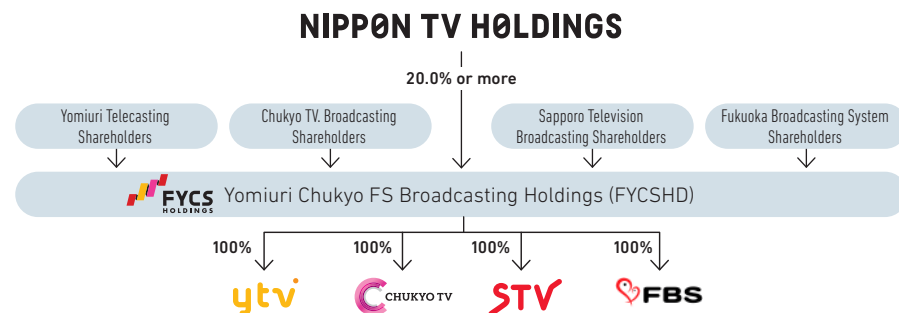 NIPPON TV HOLDINGS
20.0% or more
Yomiuri Telecasting
Shareholders
Chukyo TV. Broadcasting
Shareholders
Sapporo Television
Broadcasting Shareholders
Fukuoka Broadcasting System
Shareholders
FYCS
HOLDINGS
Yomiuri Chukyo FS Broadcasting Holdings (FYCSHD)
100%
100%
100%
100%
ytv
CHUKYO TV
STV
FBS